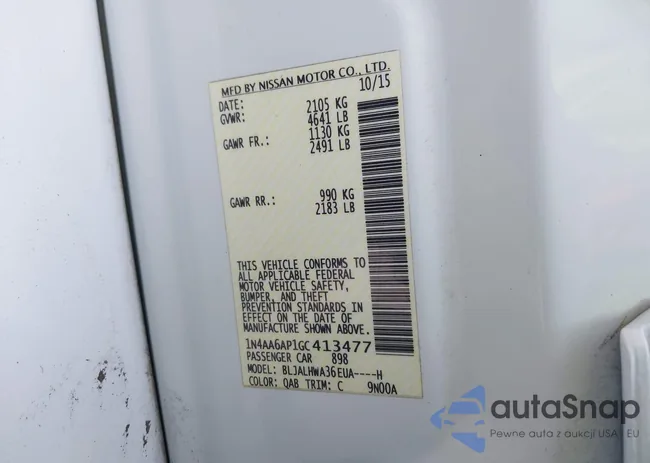 MFD BY NISSAN MOTOR CO., LTD.
DATE: 10/15
GVWR: 2105 KG
4641 LB
GAWR FR.: 1130 KG
2491 LB
GAWR RR.: 990 KG
2183 LB
THIS VEHICLE CONFORMS TO
ALL APPLICABLE FEDERAL
MOTOR VEHICLE SAFETY,
BUMPER, AND THEFT
PREVENTION STANDARDS IN
EFFECT ON THE DATE OF
MANUFACTURE SHOWN ABOVE.
1N4AA6AP1GC413477
PASSENGER CAR 898
MODEL: BLJALHWA36EUA----H
COLOR: QAB TRIM: C 9N00A
autoSnap
Pewne auta z aukcji USA i EU